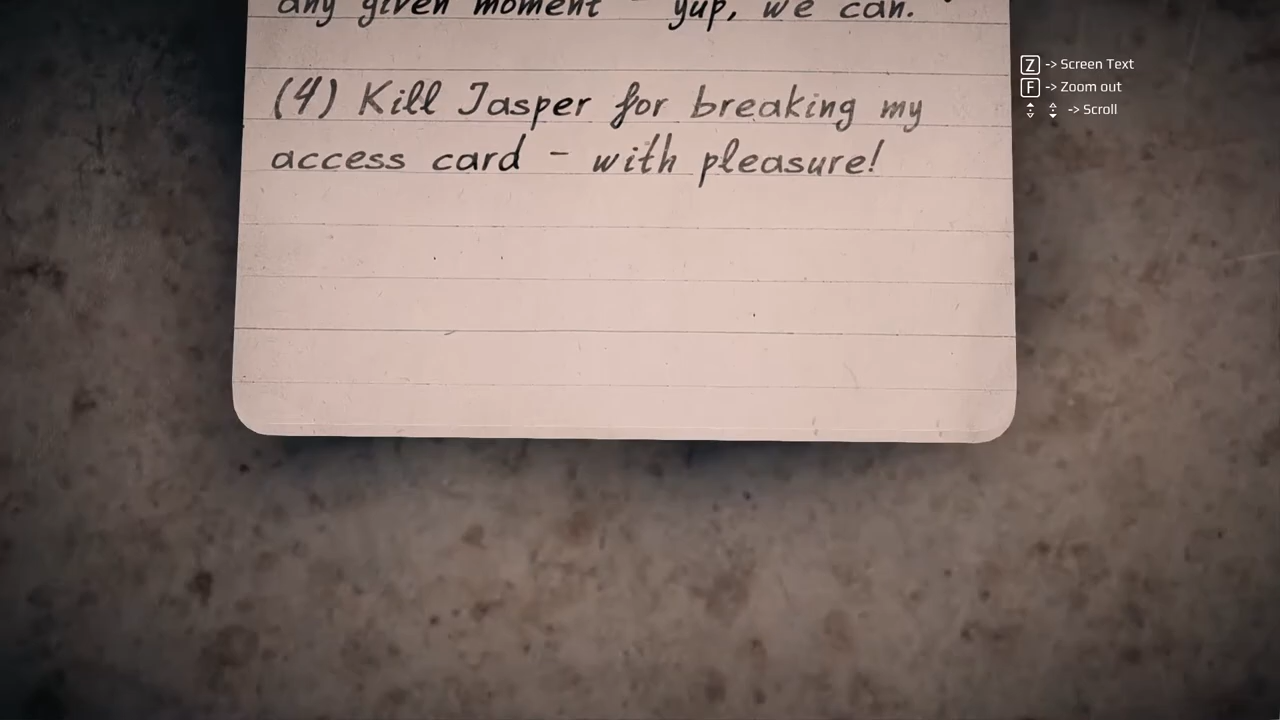 any given moment - yup, we can.
(4) Kill Jasper for breaking my
access card - with pleasure!
Z -> Screen Text
F -> Zoom out
-> Scroll